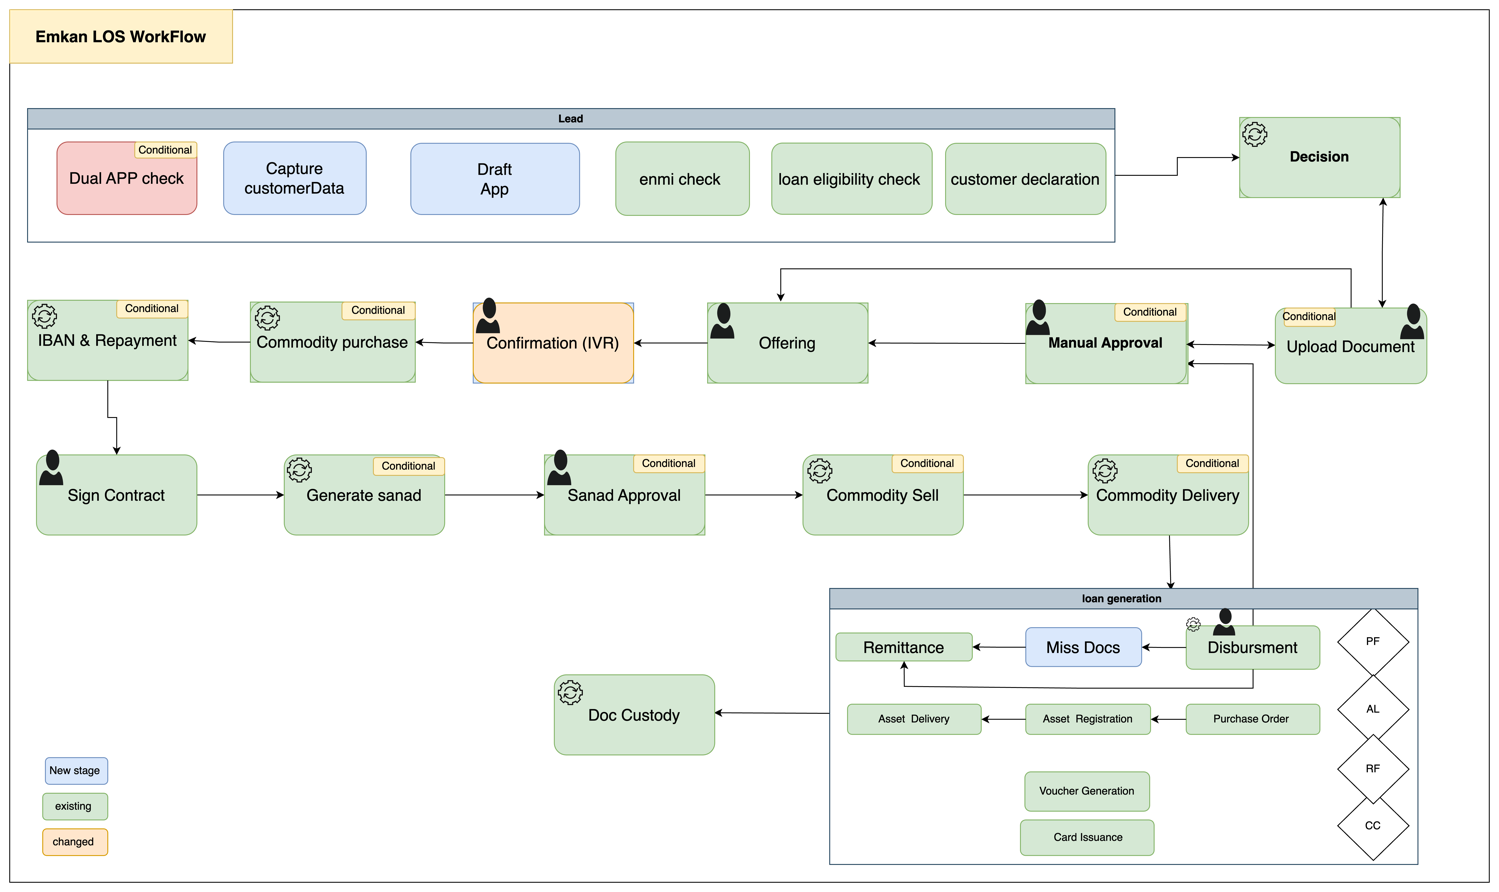 Emkan LOS WorkFlow
Lead
Conditional
Dual APP check
Capture
customerData
Draft
App
enmi check
loan eligibility check
customer declaration
Decision
Conditional
IBAN & Repayment
Conditional
Commodity purchase
Confirmation (IVR)
Offering
Conditional
Manual Approval
Conditional
Upload Document
Sign Contract
Conditional
Generate sanad
Conditional
Sanad Approval
Conditional
Commodity Sell
Conditional
Commodity Delivery
loan generation
Remittance
Miss Docs
Disbursment
PF
Asset Delivery
Asset Registration
Purchase Order
AL
Doc Custody
RF
Voucher Generation
Card Issuance
CC
New stage
existing
changed